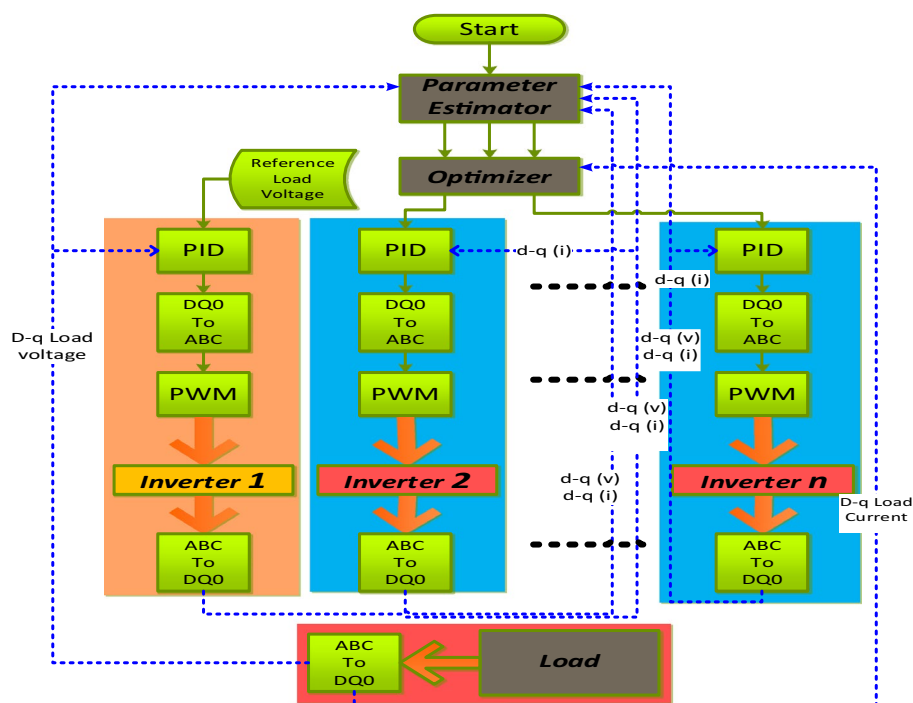 Start
Parameter
Estimator
Reference
Load
Voltage
Optimizer
PID
PID
d-q (i)
PID
d-q (i)
DQ0
To
ABC
DQ0
To
ABC
DQ0
To
ABC
D-q Load
voltage
d-q (v)
d-q (i)
PWM
PWM
PWM
d-q (v)
d-q (i)
Inverter 1
Inverter 2
d-q (v)
d-q (i)
Inverter n
D-q Load
Current
ABC
To
DQ0
ABC
To
DQ0
ABC
To
DQ0
ABC
To
DQ0
Load